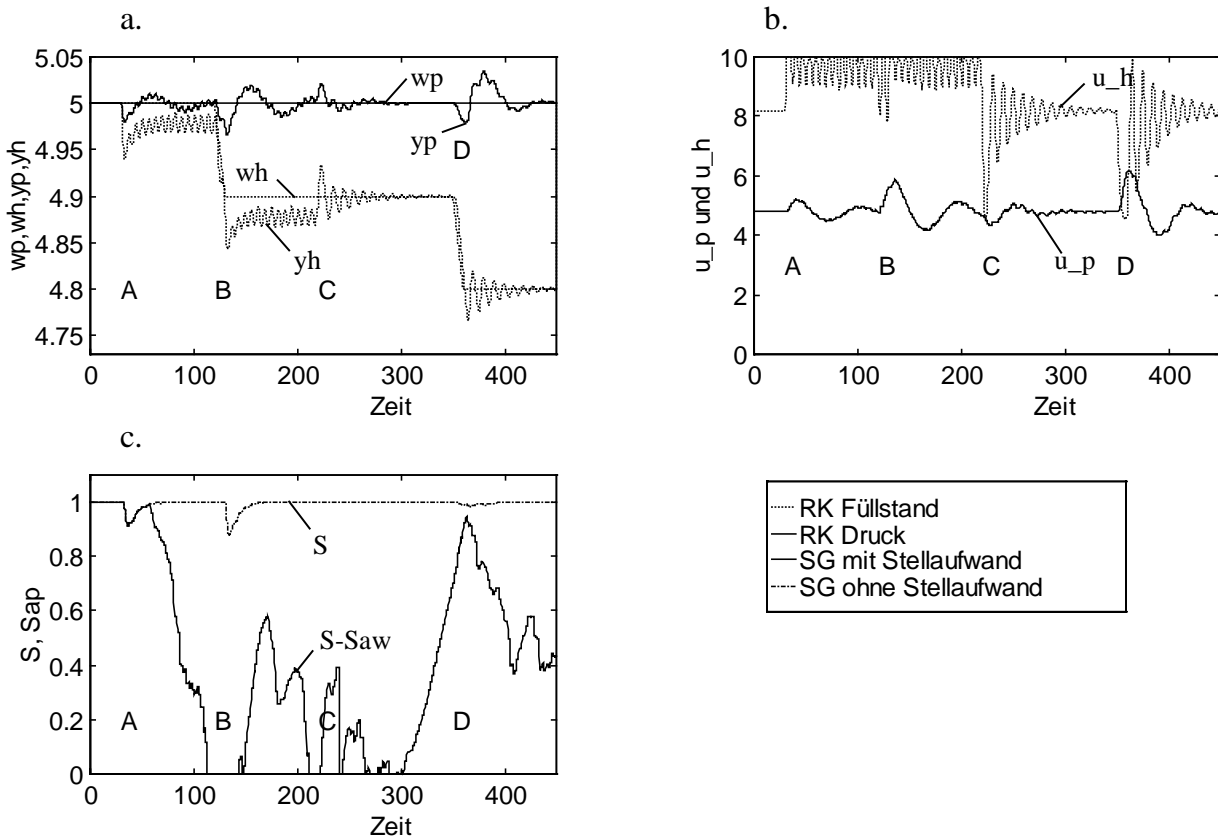 a.
5.05
5
4.95
4.9
4.85
4.8
4.75
wp,wh,yp,yh
wp
yp
D
wh
yh
A
B
C
0
100
200
300
400
Zeit
b.
10
8
6
4
2
0
u_p und u_h
u_h
A
B
C
D
u_p
0
100
200
300
400
Zeit
c.
1
0.8
0.6
0.4
0.2
0
S, Sap
S
S-Saw
A
B
C
D
0
100
200
300
400
Zeit
RK Füllstand
RK Druck
SG mit Stellaufwand
SG ohne Stellaufwand